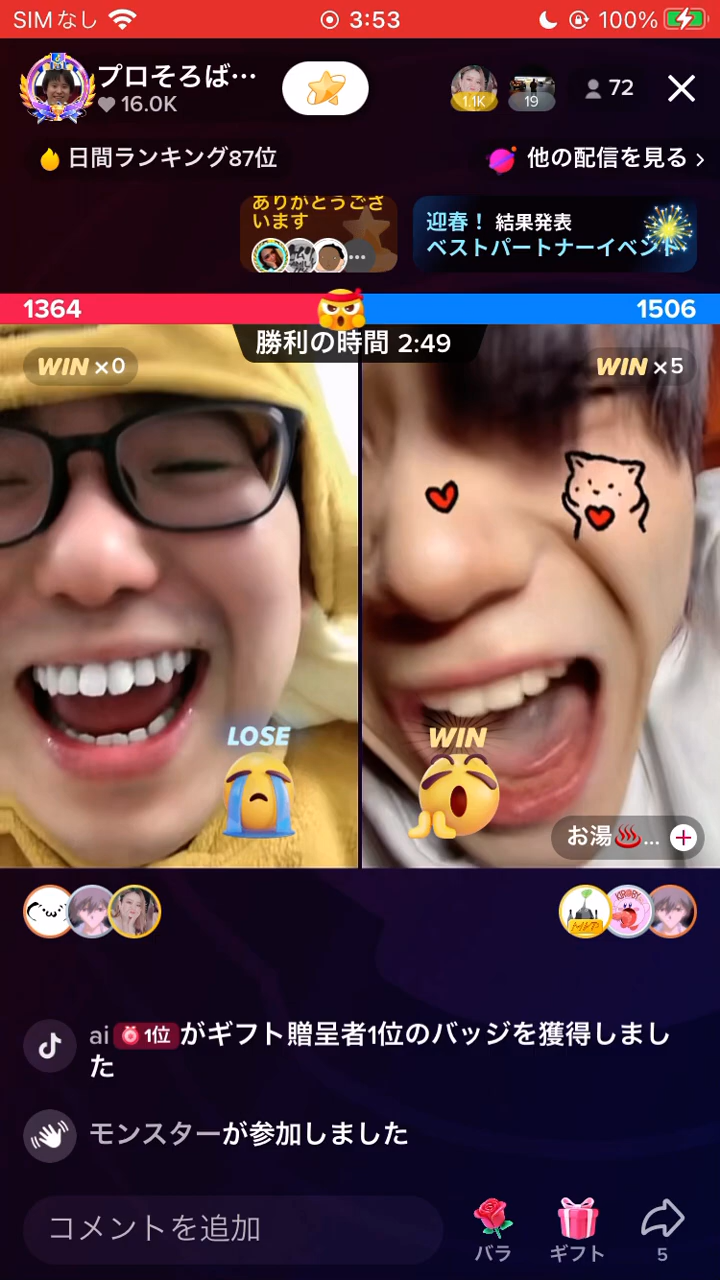 SIMなし 3:53 100%
プロそろば…
16.0K
1.1K
19
72
日間ランキング87位
他の配信を見る
ありがとうござ
います
迎春！結果発表
ベストパートナーイベント
1364
1506
勝利の時間 2:49
WIN ×0
WIN ×5
LOSE
WIN
お湯♨️...
MVP
KIRBY
ai 1位がギフト贈呈者1位のバッジを獲得しまし
た
モンスターが参加しました
コメントを追加
バラ
ギフト
5